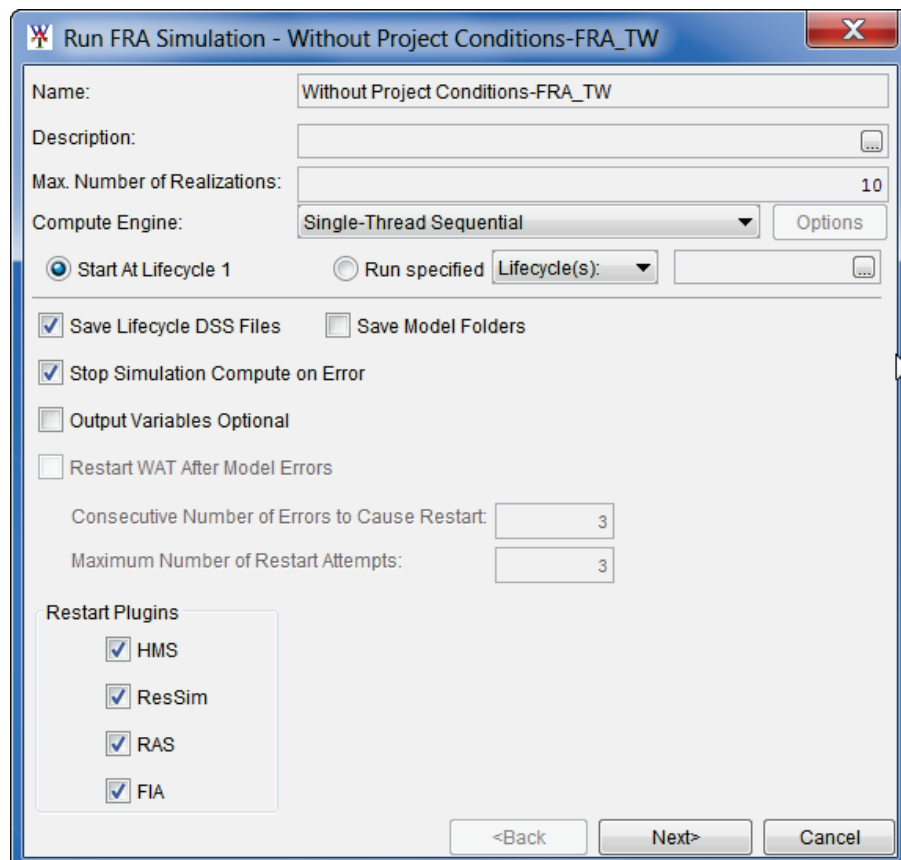 Run FRA Simulation - Without Project Conditions-FRA_TW
Name: Without Project Conditions-FRA_TW
Description: ...
Max. Number of Realizations: 10
Compute Engine: Single-Thread Sequential Options
Start At Lifecycle 1 Run specified Lifecycle(s): ...
Save Lifecycle DSS Files Save Model Folders
Stop Simulation Compute on Error
Output Variables Optional
Restart WAT After Model Errors
Consecutive Number of Errors to Cause Restart: 3
Maximum Number of Restart Attempts: 3
Restart Plugins
HMS
ResSim
RAS
FIA
<Back Next> Cancel